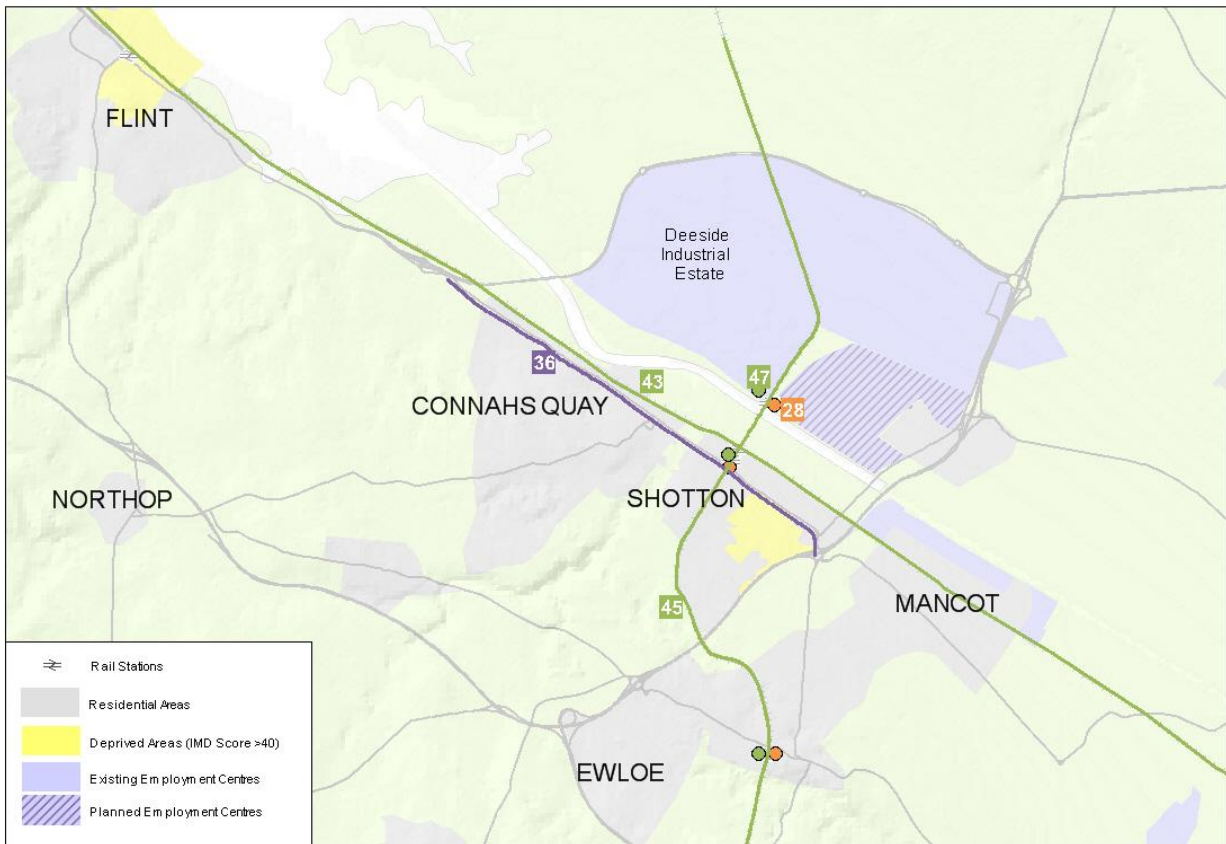 FLINT
Deeside
Industrial
Estate
36
43
47
28
CONNAHS QUAY
NORTHOP
SHOTTON
45
MANCOT
EWLOE
Rail Stations
Residential Areas
Deprived Areas (IMD Score >40)
Existing Employment Centres
Planned Employment Centres